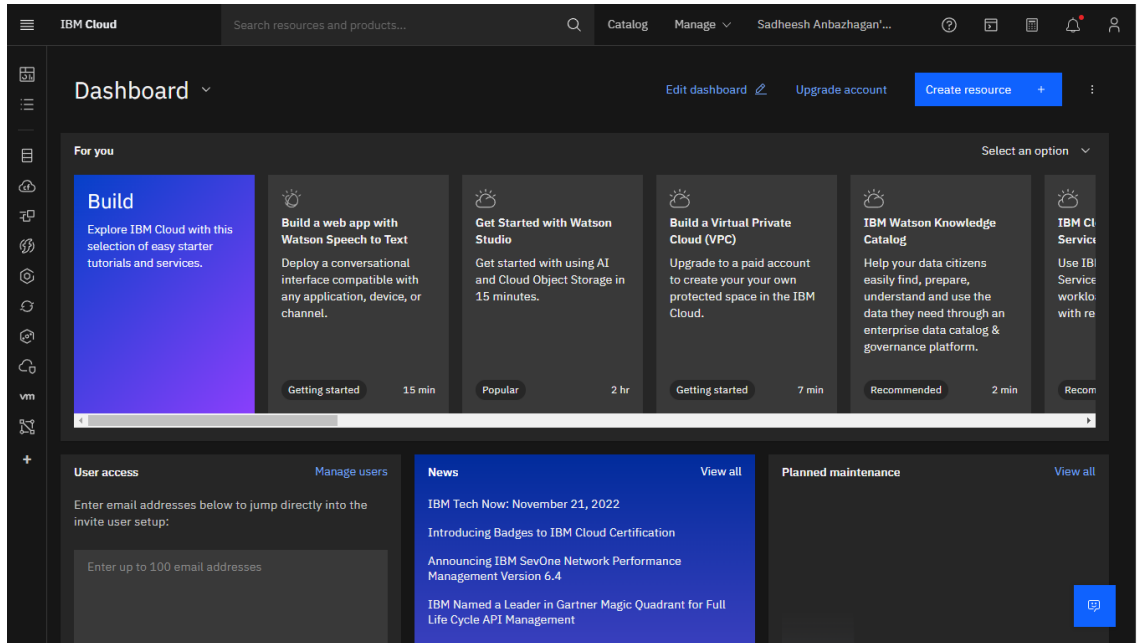 IBM Cloud
Search resources and products...
Catalog
Manage
Sadheesh Anbazhagan'...
Dashboard
Edit dashboard
Upgrade account
Create resource +
For you
Select an option
Build
Explore IBM Cloud with this
selection of easy starter
tutorials and services.
Build a web app with
Watson Speech to Text
Deploy a conversational
interface compatible with
any application, device, or
channel.
Getting started
15 min
Get Started with Watson
Studio
Get started with using AI
and Cloud Object Storage in
15 minutes.
Popular
2 hr
Build a Virtual Private
Cloud (VPC)
Upgrade to a paid account
to create your your own
protected space in the IBM
Cloud.
Getting started
7 min
IBM Watson Knowledge
Catalog
Help your data citizens
easily find, prepare,
understand and use the
data they need through an
enterprise data catalog &
governance platform.
Recommended
2 min
IBM Cl
Service
Use IB
Service
worklo
with re
Recom
vm
User access
Manage users
Enter email addresses below to jump directly into the
invite user setup:
Enter up to 100 email addresses
News
View all
IBM Tech Now: November 21, 2022
Introducing Badges to IBM Cloud Certification
Announcing IBM SevOne Network Performance
Management Version 6.4
IBM Named a Leader in Gartner Magic Quadrant for Full
Life Cycle API Management
Planned maintenance
View all